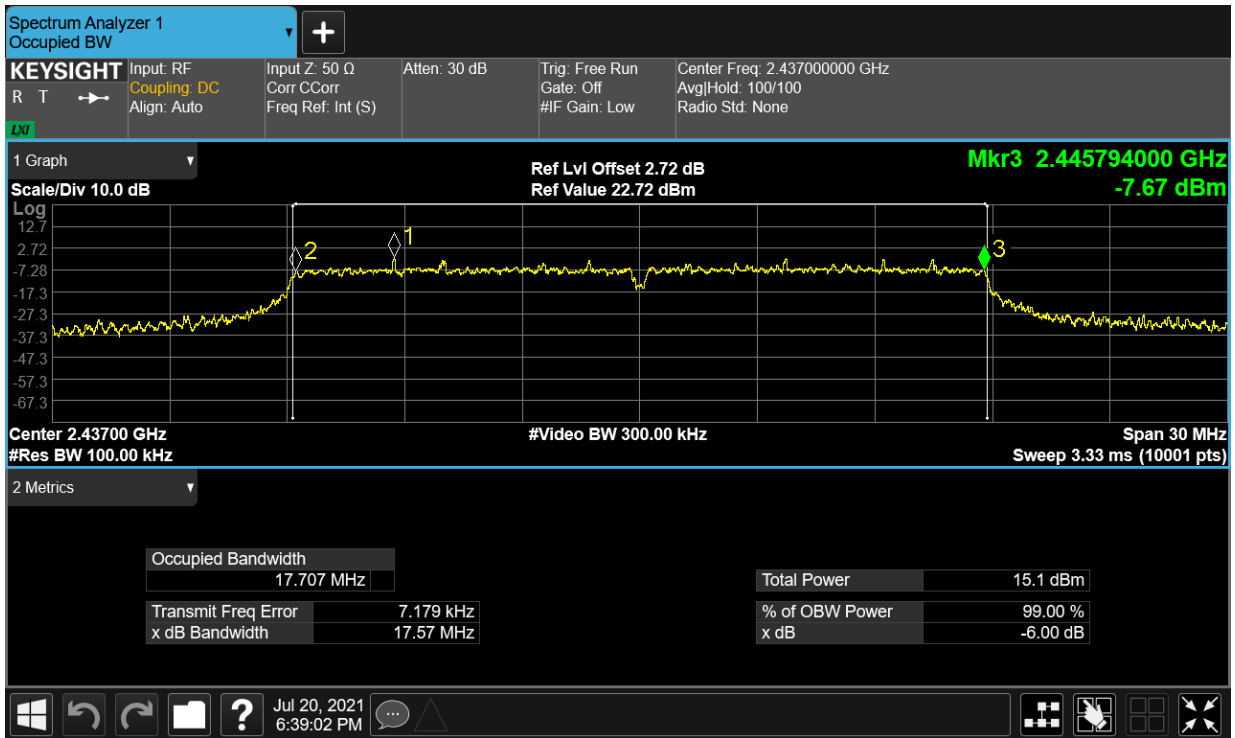 Spectrum Analyzer 1
Occupied BW
KEYSIGHT
R T
LXI
Input: RF
Coupling: DC
Align: Auto
Input Z: 50 Ω
Corr CCorr
Freq Ref: Int (S)
Atten: 30 dB
Trig: Free Run
Gate: Off
#IF Gain: Low
Center Freq: 2.437000000 GHz
Avg|Hold: 100/100
Radio Std: None
1 Graph
Scale/Div 10.0 dB
Ref Lvl Offset 2.72 dB
Ref Value 22.72 dBm
Mkr3 2.445794000 GHz
-7.67 dBm
Log
12.7
2.72
-7.28
-17.3
-27.3
-37.3
-47.3
-57.3
-67.3
2
1
3
Center 2.43700 GHz
#Video BW 300.00 kHz
Span 30 MHz
#Res BW 100.00 kHz
Sweep 3.33 ms (10001 pts)
2 Metrics
Occupied Bandwidth
17.707 MHz
Total Power 15.1 dBm
Transmit Freq Error 7.179 kHz
% of OBW Power 99.00 %
x dB Bandwidth 17.57 MHz
x dB -6.00 dB
?
Jul 20, 2021
6:39:02 PM